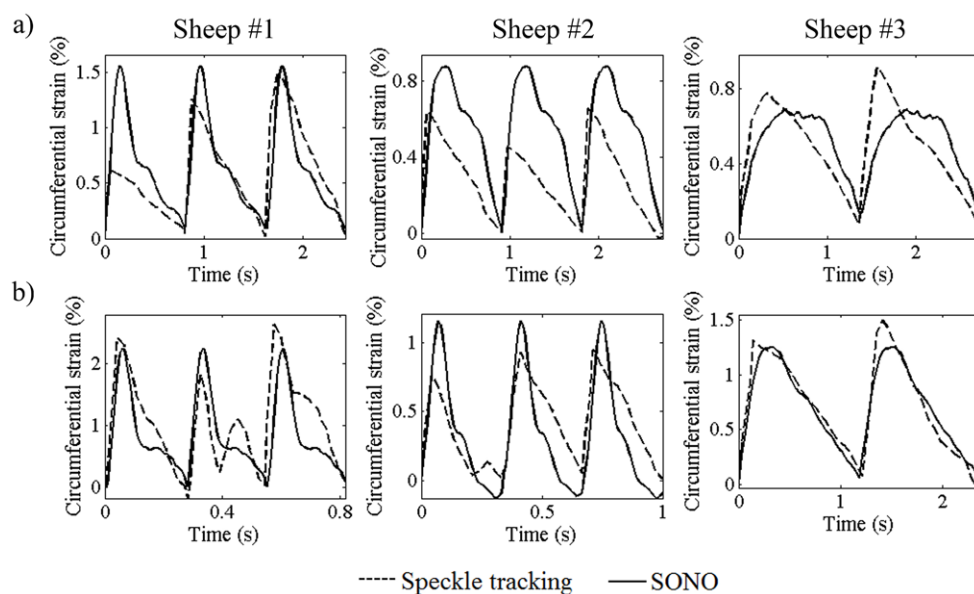 a) Sheep #1 Sheep #2 Sheep #3
Circumferential strain (%)
1.5
1
0.5
0
0 1 2
Time (s)
Circumferential strain (%)
0.8
0.4
0
0 1 2
Time (s)
Circumferential strain (%)
0.8
0.4
0
0 1 2
Time (s)
b)
Circumferential strain (%)
2
1
0
0 0.4 0.8
Time (s)
Circumferential strain (%)
1
0.5
0
0 0.5 1
Time (s)
Circumferential strain (%)
1.5
1
0.5
0
0 1 2
Time (s)
Speckle tracking SONO